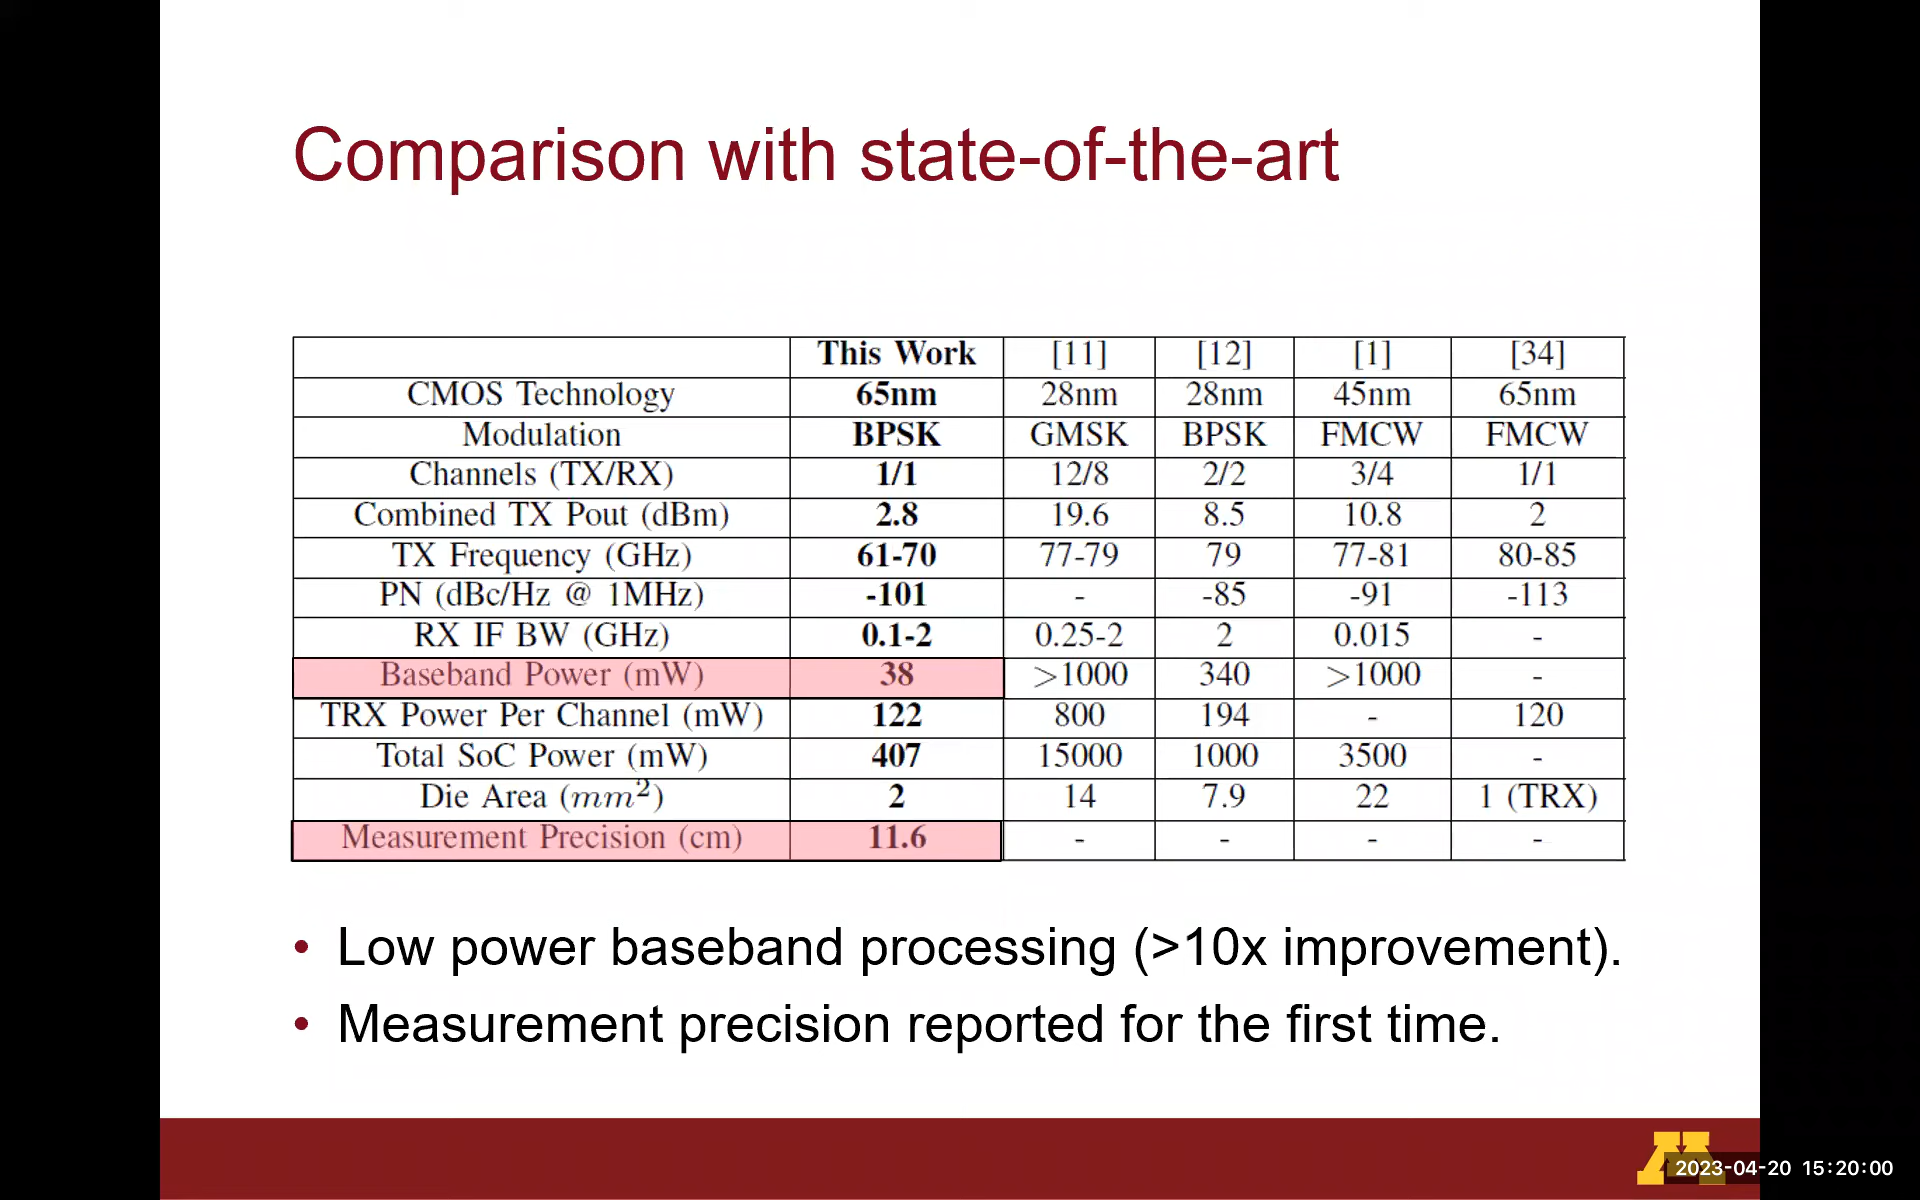 Comparison with state-of-the-art
This Work [11] [12] [1] [34]
CMOS Technology 65nm 28nm 28nm 45nm 65nm
Modulation BPSK GMSK BPSK FMCW FMCW
Channels (TX/RX) 1/1 12/8 2/2 3/4 1/1
Combined TX Pout (dBm) 2.8 19.6 8.5 10.8 2
TX Frequency (GHz) 61-70 77-79 79 77-81 80-85
PN (dBc/Hz @ 1MHz) -101 - -85 -91 -113
RX IF BW (GHz) 0.1-2 0.25-2 2 0.015 -
Baseband Power (mW) 38 >1000 340 >1000 -
TRX Power Per Channel (mW) 122 800 194 - 120
Total SoC Power (mW) 407 15000 1000 3500 -
Die Area (mm²) 2 14 7.9 22 1 (TRX)
Measurement Precision (cm) 11.6 - - - -
• Low power baseband processing (>10x improvement).
• Measurement precision reported for the first time.
2023-04-20 15:20:00